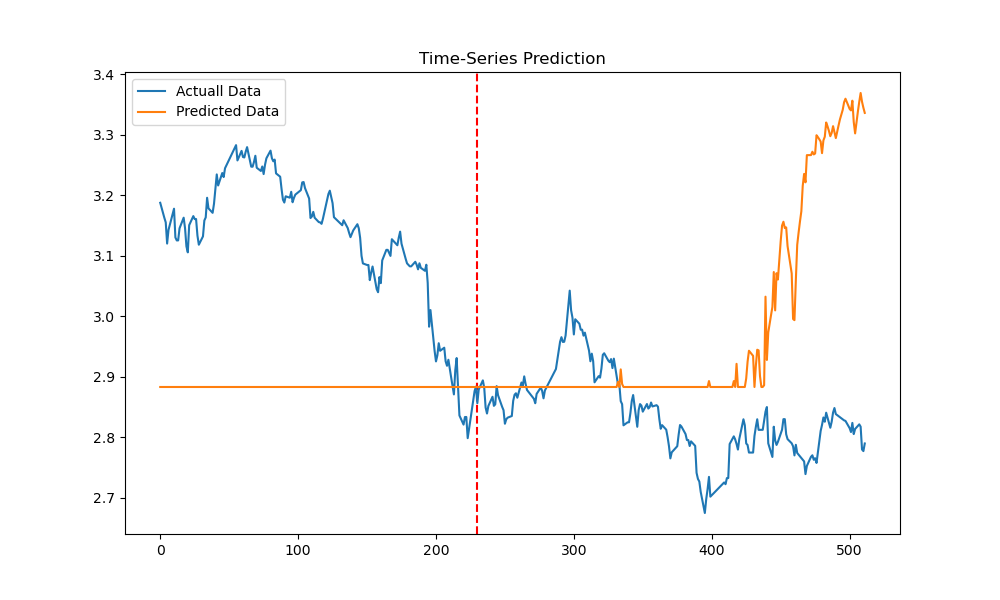 Time-Series Prediction
Actuall Data
Predicted Data
3.4
3.3
3.2
3.1
3.0
2.9
2.8
2.7
0 100 200 300 400 500